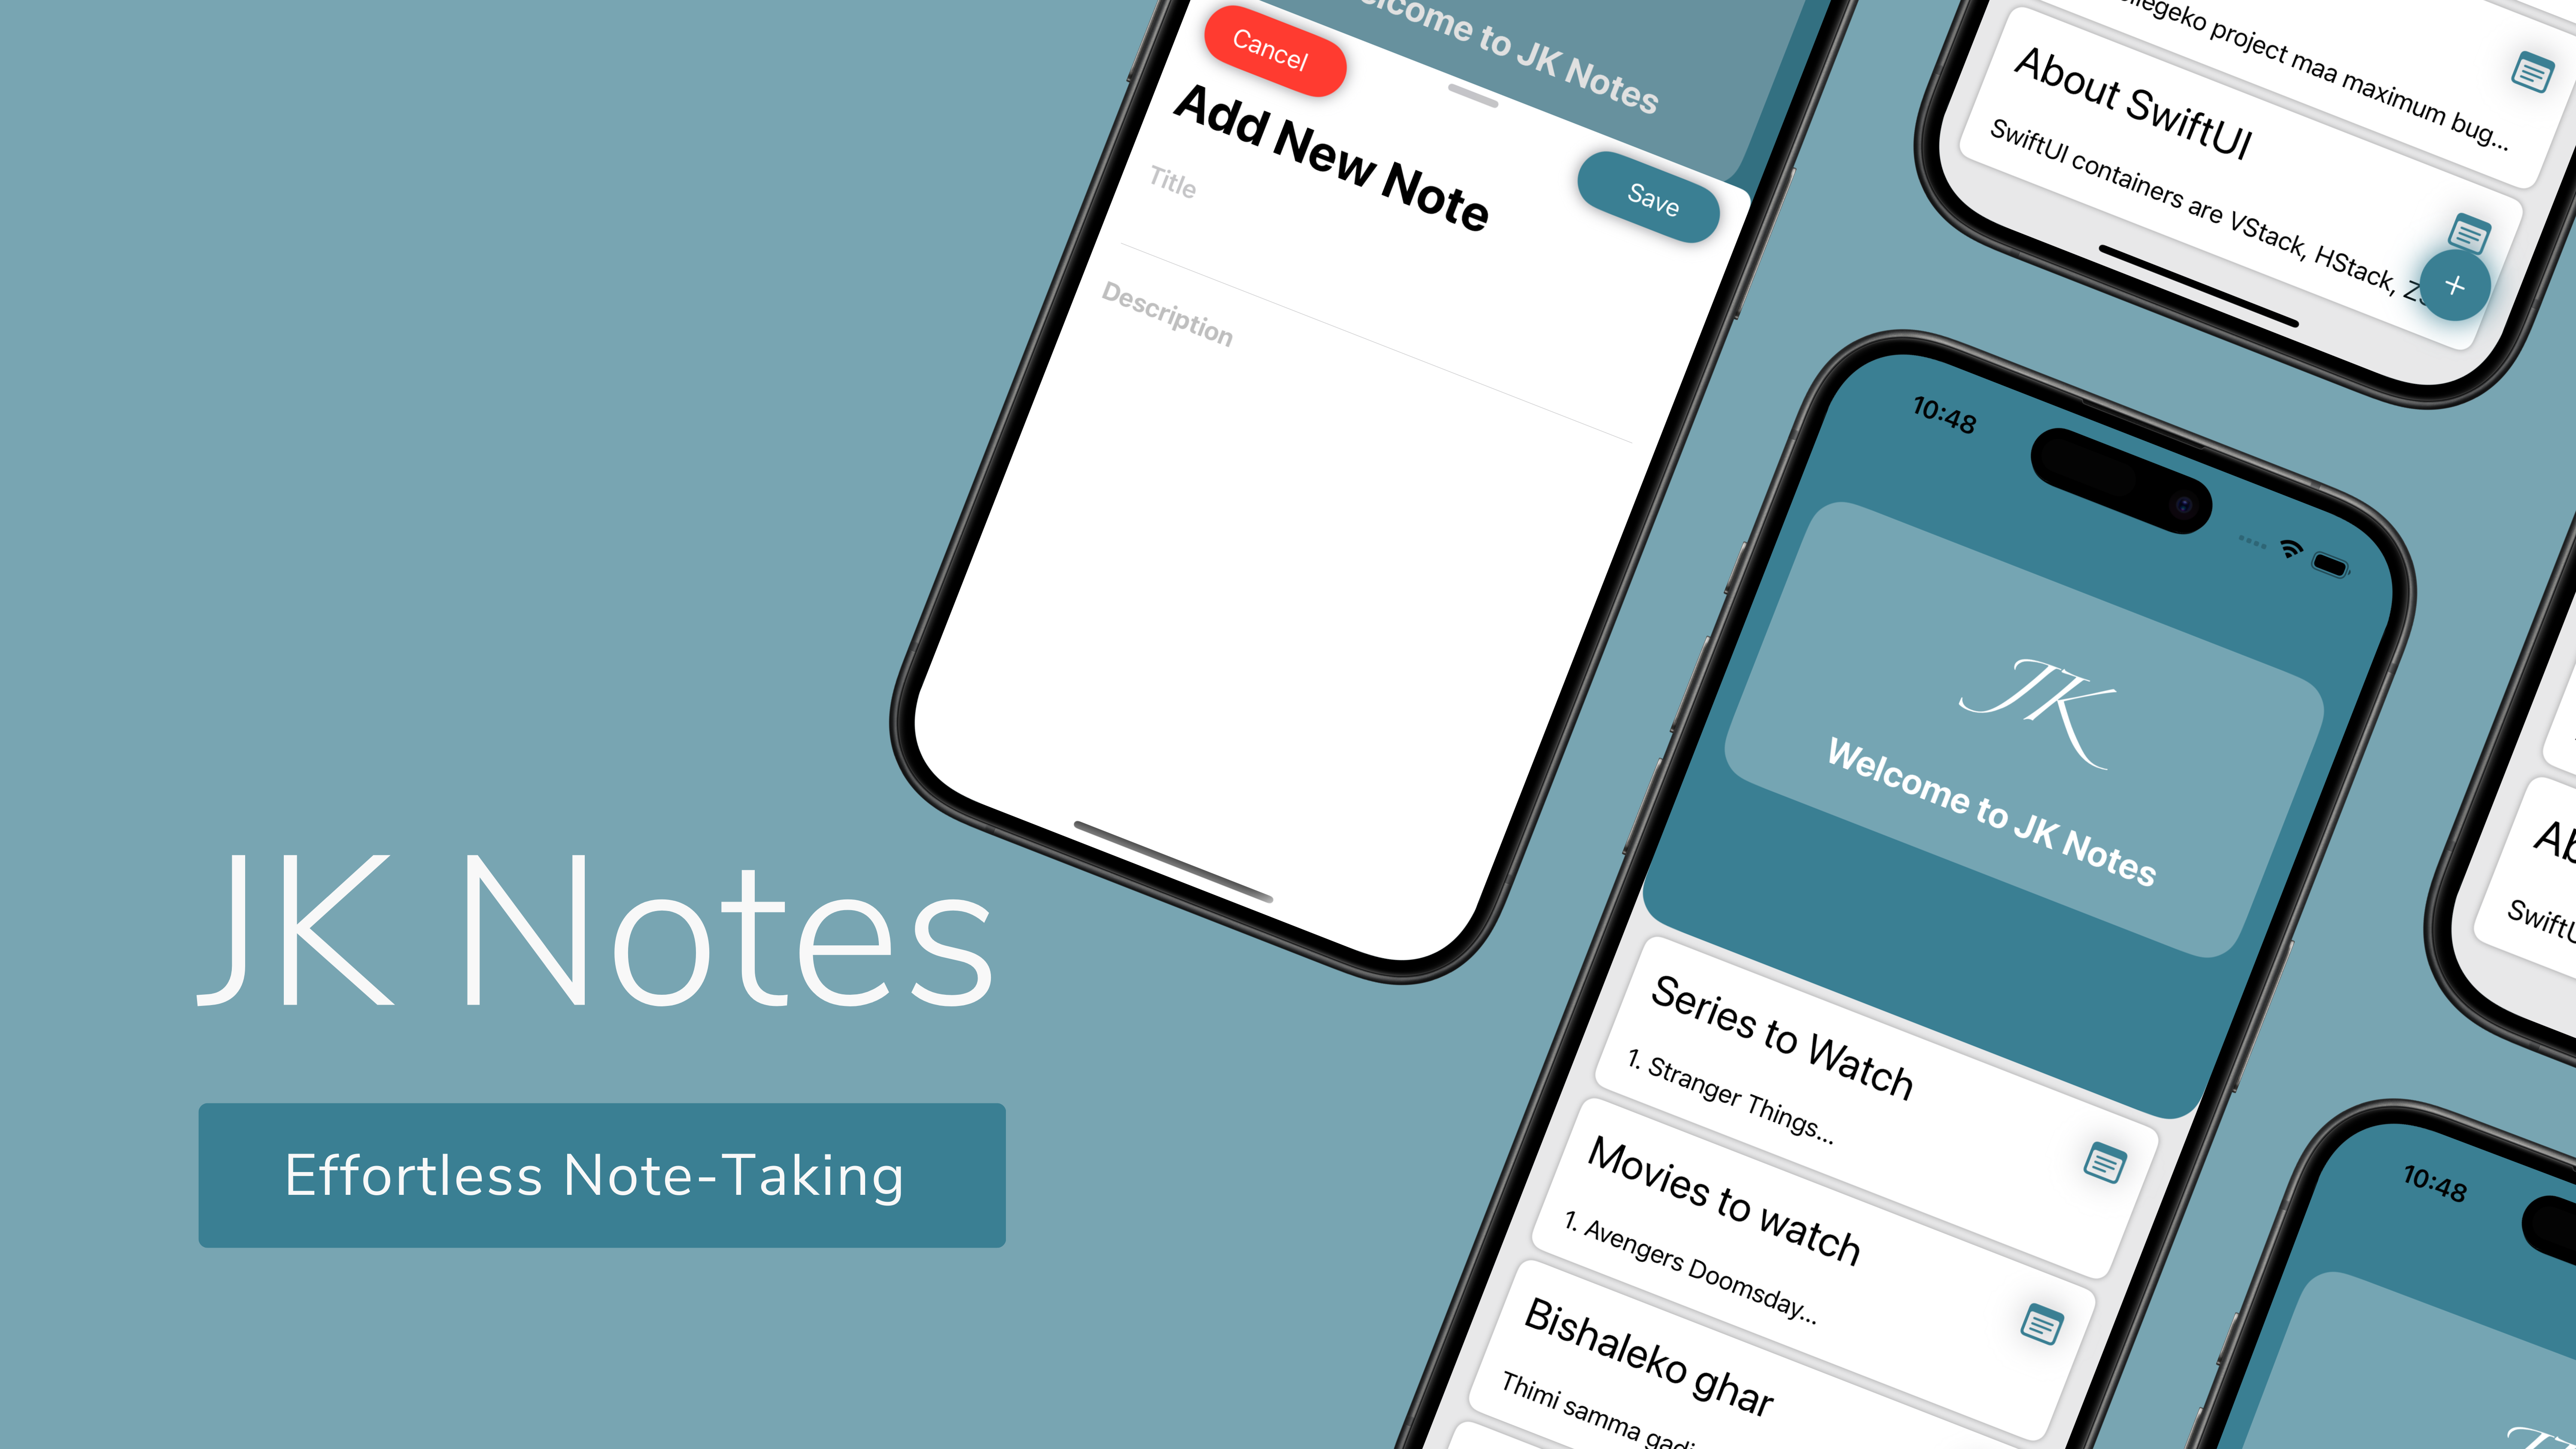 JK Notes
Effortless Note-Taking
Welcome to JK Notes
Cancel
Add New Note
Save
Title
Description
project maa maximum bug...
About SwiftUI
SwiftUI containers are VStack, HStack,
+
10:48
JK
Welcome to JK Notes
Series to Watch
1. Stranger Things...
Movies to watch
1. Avengers Doomsday...
Bishaleko ghar
Thimi samma
10:48